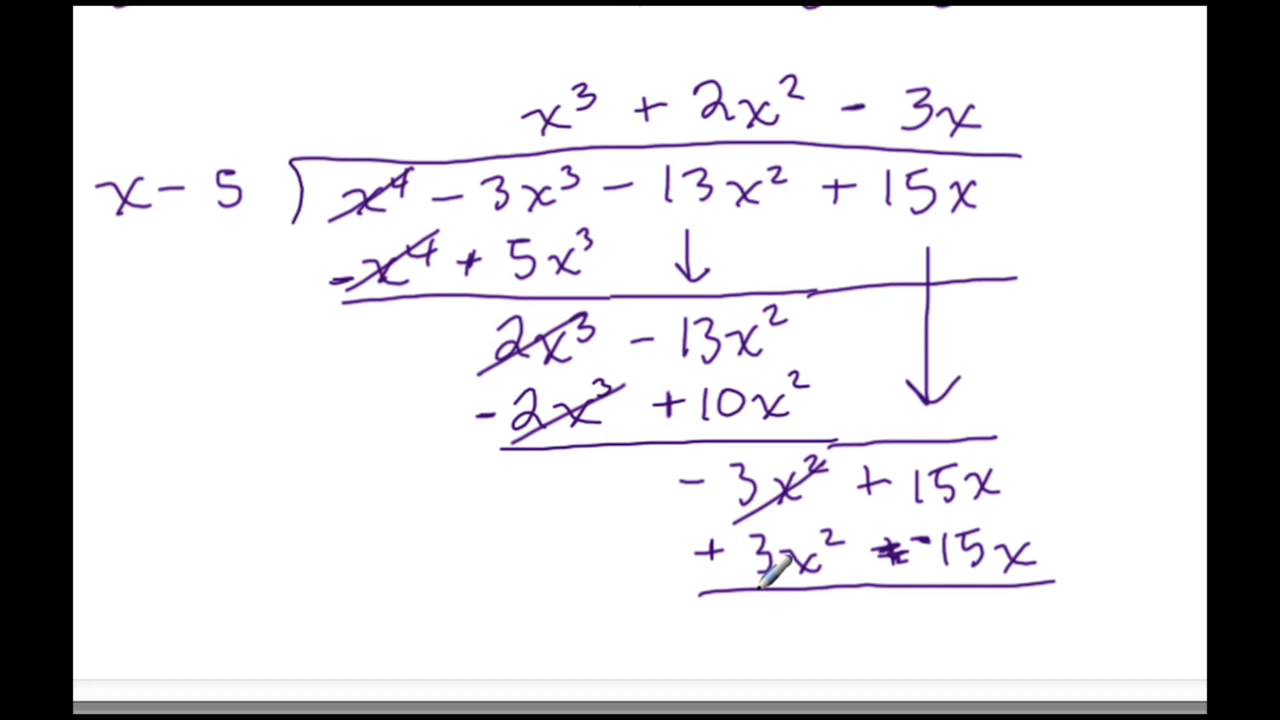 x³ + 2x² - 3x
x - 5 ) x⁴ - 3x³ - 13x² + 15x
-x⁴ + 5x³ ↓
2x³ - 13x²
-2x³ + 10x²
- 3x² + 15x
+ 3x² - 15x